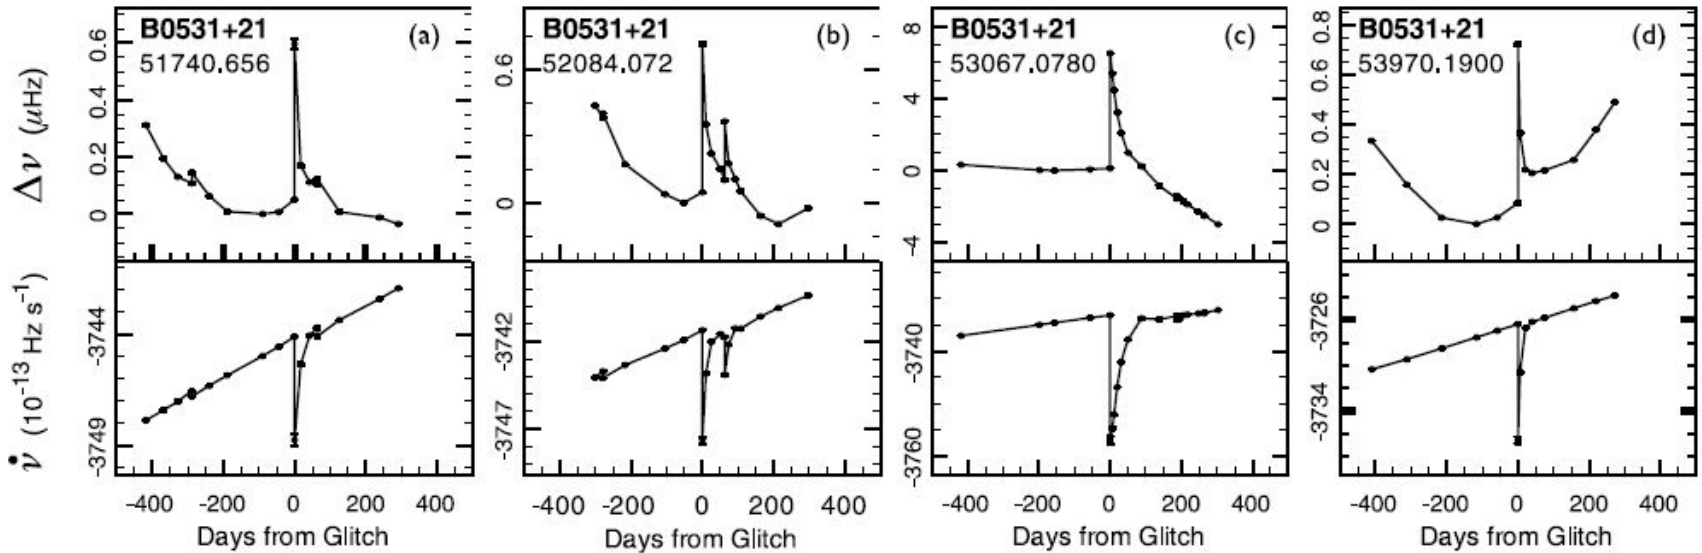 B0531+21 (a)
51740.656
B0531+21 (b)
52084.072
B0531+21 (c)
53067.0780
B0531+21 (d)
53970.1900
Δν (μHz)
0.6
0.4
0.2
0
0.6
0
8
4
0
-4
0.8
0.6
0.4
0.2
0
ν̇ (10⁻¹³ Hz s⁻¹)
-3744
-3749
-3742
-3747
-3740
-3760
-3726
-3734
-400 -200 0 200 400
-400 -200 0 200 400
-400 -200 0 200 400
-400 -200 0 200 400
Days from Glitch
Days from Glitch
Days from Glitch
Days from Glitch